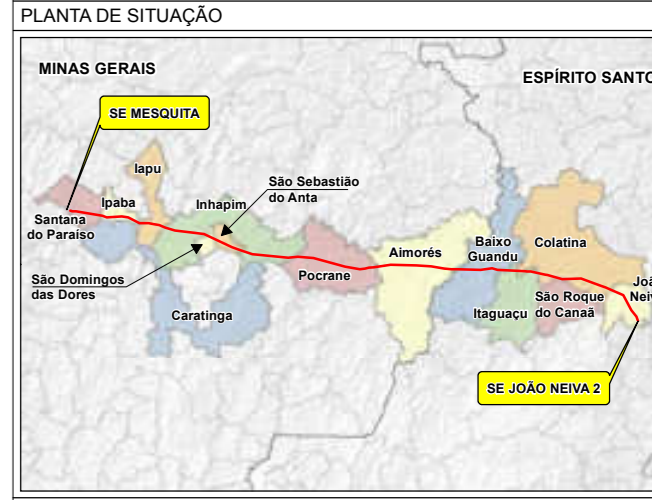 PLANTA DE SITUAÇÃO
MINAS GERAIS
ESPÍRITO SANTO
SE MESQUITA
Iapu
Ipaba
Inhapim
São Sebastião
do Anta
Santana
do Paraíso
São Domingos
das Dores
Caratinga
Pocrane
Aimorés
Baixo
Guandu
Colatina
Itaguaçu
São Roque
do Canaã
Joã
Neiv
SE JOÃO NEIVA 2